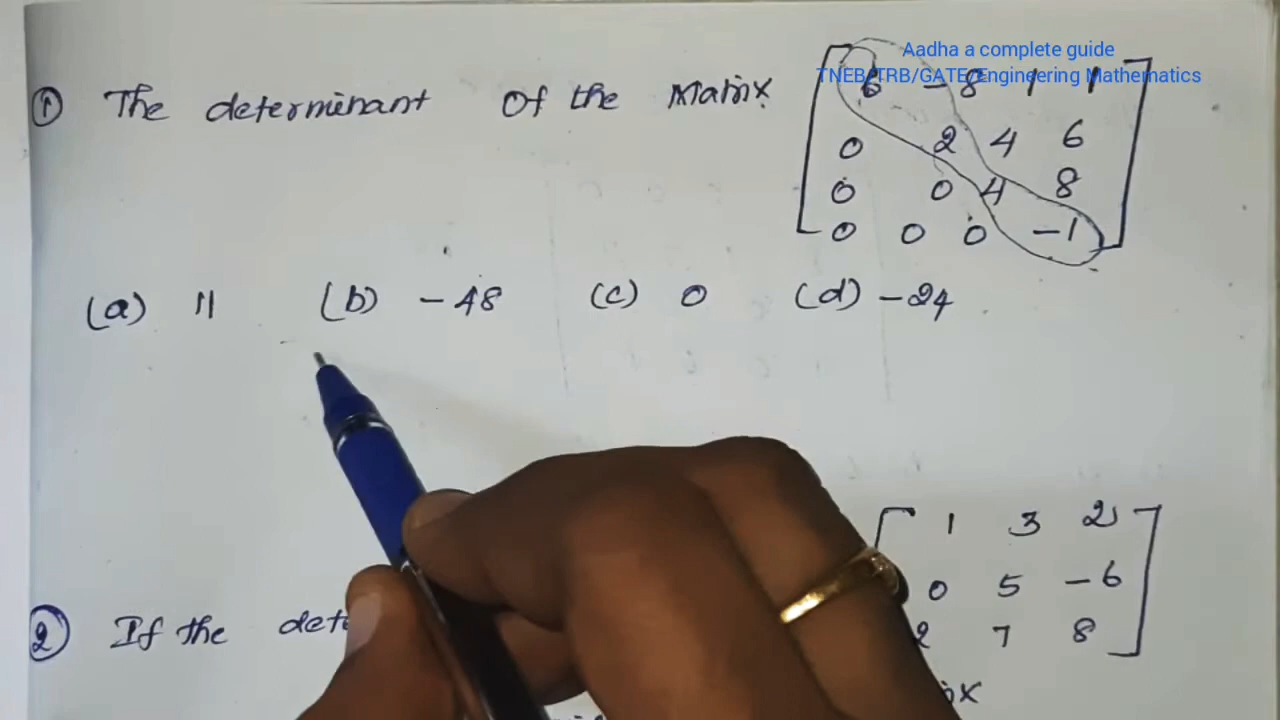 Aadha a complete guide
TNEB/TRB/GATE/Engineering Mathematics
① The determinant of the Matrix
6 -8 1 1
0 2 4 6
0 0 4 8
0 0 0 -1
(a) 11 (b) -48 (c) 0 (d) -24
1 3 2
0 5 -6
2 7 8
② If the